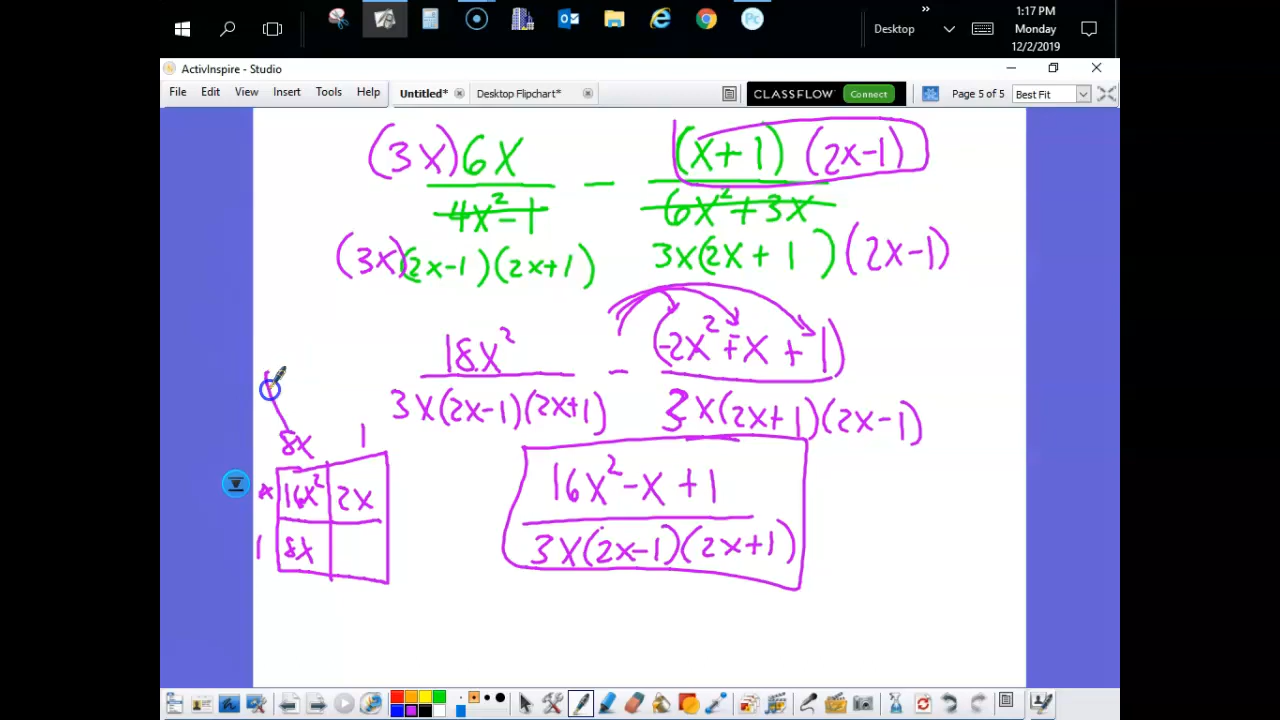 1:17 PM
Desktop
Monday
12/2/2019
ActivInspire - Studio
File Edit View Insert Tools Help Untitled* Desktop Flipchart* CLASSFLOW Connect Page 5 of 5 Best Fit
(3x)6x (x+1)(2x-1)
— - —
4x²-1 6x²+3x
(3x)(2x-1)(2x+1) 3x(2x+1)(2x-1)
18x² - (-2x²+-x+1)
3x(2x-1)(2x+1) 3x(2x+1)(2x-1)
8x 1
16x² 2x
1 8x
16x²-x+1
3x(2x-1)(2x+1)